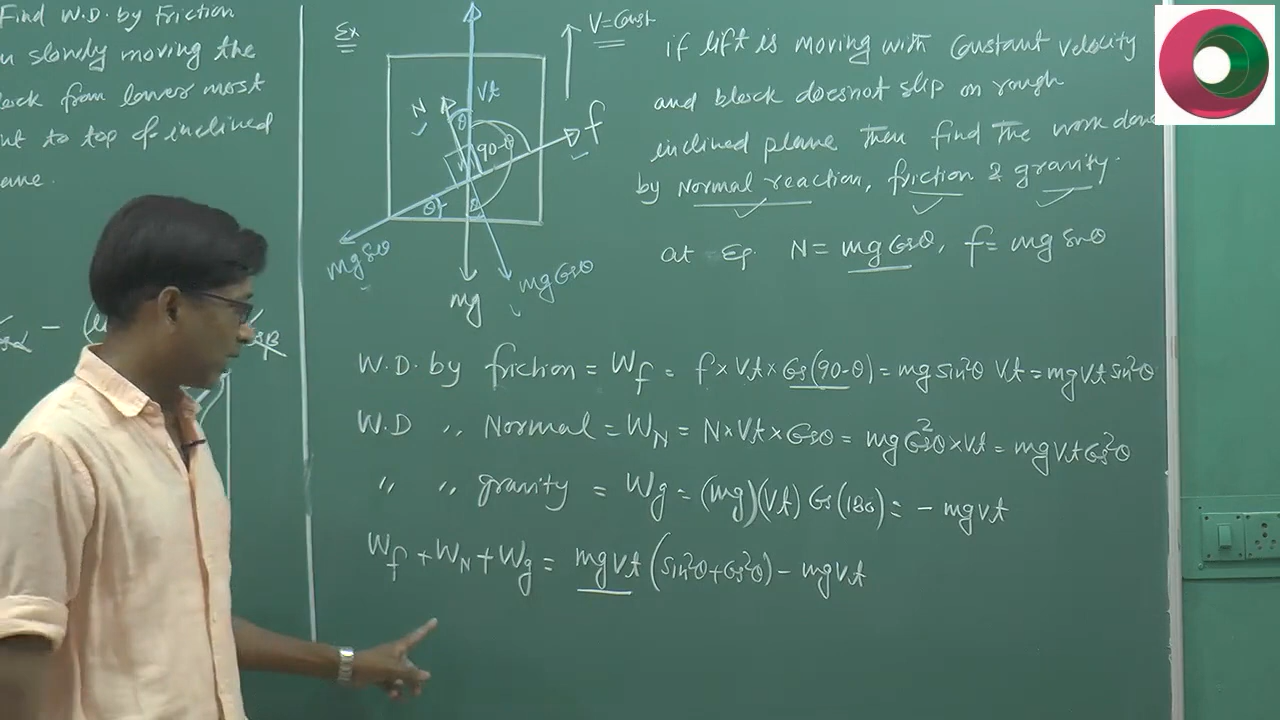 Find W.D. by Friction
n slowly moving the
ock from lower most
nt to top of inclined
ane.
Ex
V = Const
Vt
N
θ
90-θ
f
θ
mg Sinθ
mg
mg Cosθ
if lift is moving with Constant velocity
and block doesnot slip on rough
inclined plane then find the work done
by Normal reaction, friction & gravity.
at Eq. N = mg Cosθ, f = mg Sinθ
W.D. by friction = Wf = f × Vt × Cos(90-θ) = mg sin²θ Vt = mgVt sin²θ
W.D ,, Normal = WN = N × Vt × Cosθ = mg Cos²θ × Vt = mgVt Cos²θ
,, ,, gravity = Wg = (mg)(Vt) Cos(180) = - mgvt
Wf + WN + Wg = mgVt (Sin²θ + Cos²θ) - mgvt